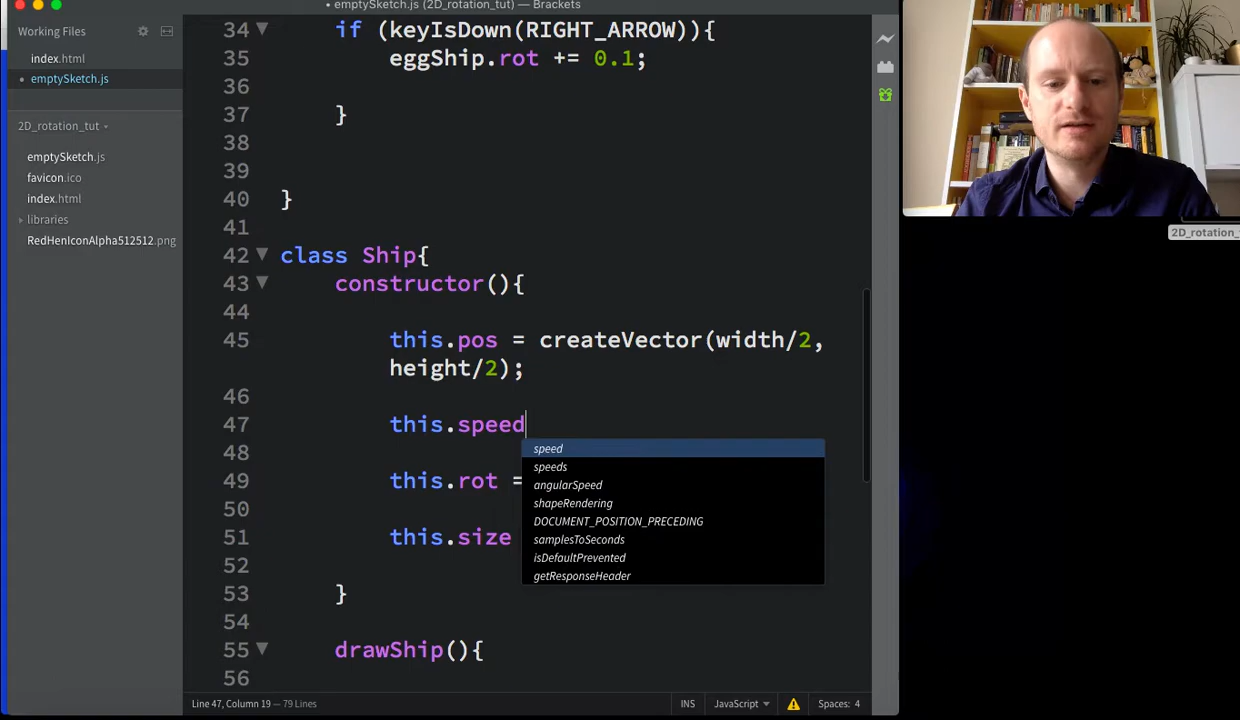 • emptySketch.js (2D_rotation_tut) — Brackets
Working Files
index.html
• emptySketch.js
2D_rotation_tut
emptySketch.js
favicon.ico
index.html
libraries
RedHenIconAlpha512512.png
34 if (keyIsDown(RIGHT_ARROW)){
35 eggShip.rot += 0.1;
36
37 }
38
39
40 }
41
42 class Ship{
43 constructor(){
44
45 this.pos = createVector(width/2,
height/2);
46
47 this.speed
48
49 this.rot =
50
51 this.size
52
53 }
54
55 drawShip(){
56
speed
speeds
angularSpeed
shapeRendering
DOCUMENT_POSITION_PRECEDING
samplesToSeconds
isDefaultPrevented
getResponseHeader
Line 47, Column 19 — 79 Lines
INS
JavaScript
Spaces: 4
2D_rotation_t